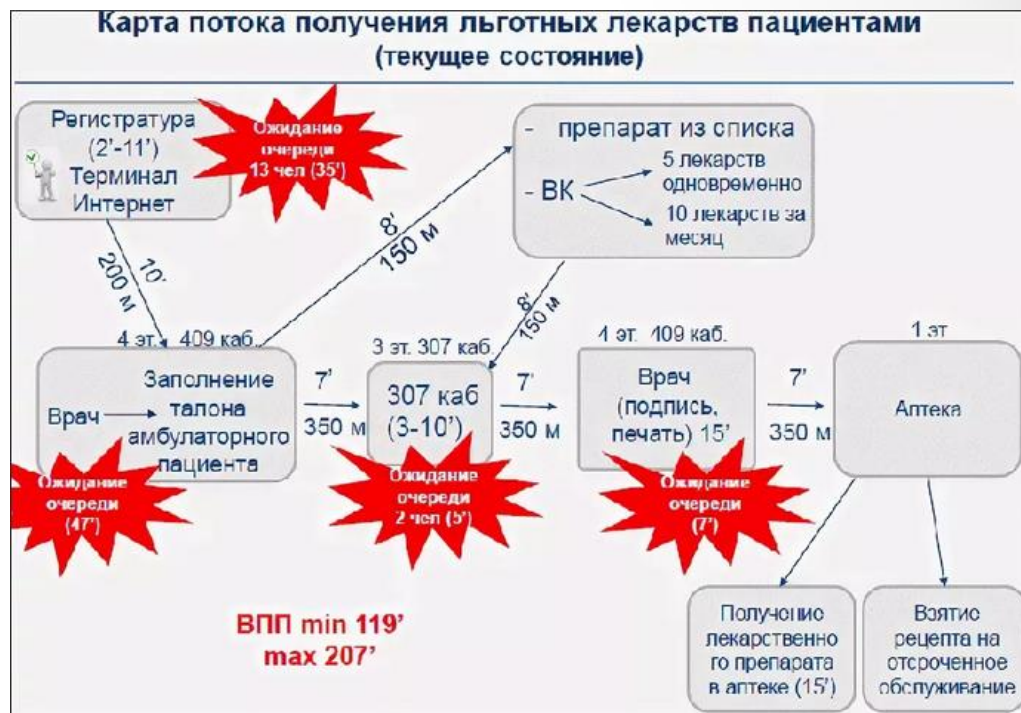 Карта потока получения льготных лекарств пациентами
(текущее состояние)
Регистратура
(2’-11’)
Терминал
Интернет
Ожидание
очереди
13 чел (35’)
- препарат из списка
- ВК
5 лекарств
одновременно
10 лекарств за
месяц
10’
200 м
8’
150 м
8’
150 м
4 эт. 409 каб.
Врач
Заполнение
талона
амбулаторного
пациента
Ожидание
очереди
(47’)
7’
350 м
3 эт. 307 каб.
307 каб
(3-10’)
Ожидание
очереди
2 чел (5’)
7’
350 м
4 эт. 409 каб.
Врач
(подпись,
печать) 15’
Ожидание
очереди
(7’)
7’
350 м
1 эт
Аптека
Получение
лекарственно
го препарата
в аптеке (15’)
Взятие
рецепта на
отсроченное
обслуживание
ВПП min 119’
max 207’